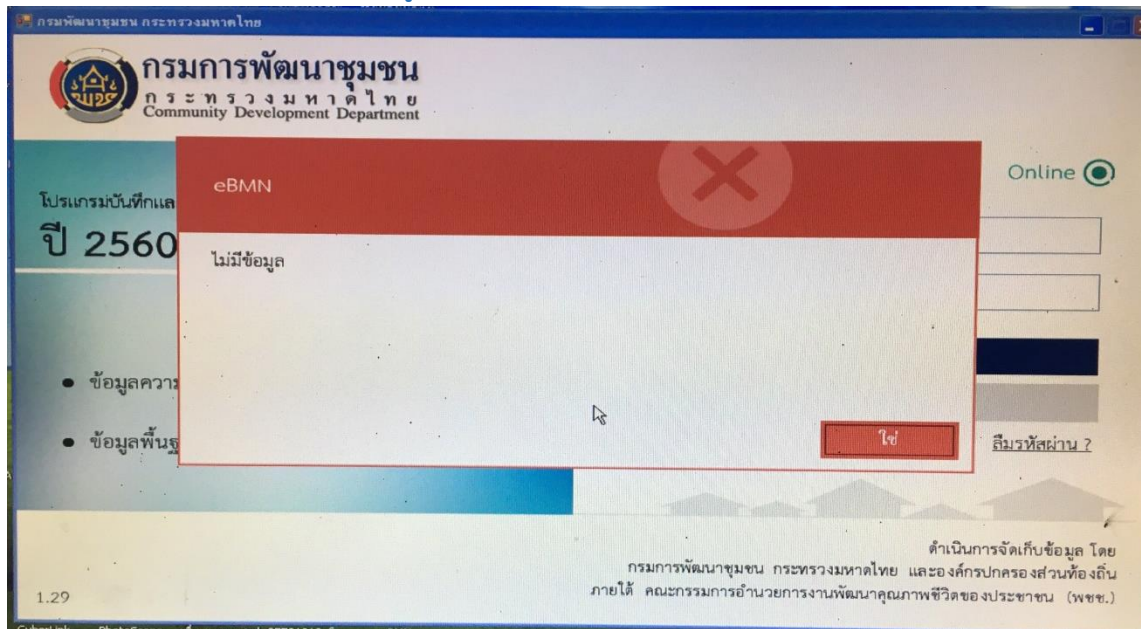 กรมพัฒนาชุมชน กระทรวงมหาดไทย
กรมการพัฒนาชุมชน
กระทรวงมหาดไทย
Community Development Department
Online
โปรแกรมบันทึกแล
ปี 2560
eBMN
ไม่มีข้อมูล
ใช่
ข้อมูลความ
ข้อมูลพื้นฐ
ลืมรหัสผ่าน ?
ดำเนินการจัดเก็บข้อมูล โดย
กรมการพัฒนาชุมชน กระทรวงมหาดไทย และองค์กรปกครองส่วนท้องถิ่น
ภายใต้ คณะกรรมการอำนวยการงานพัฒนาคุณภาพชีวิตของประชาชน (พชช.)
1.29